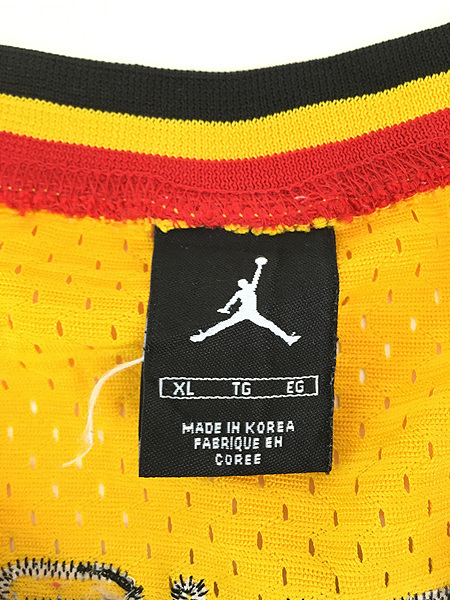 XL TG EG
MADE IN KOREA
FABRIQUE EN
COREE